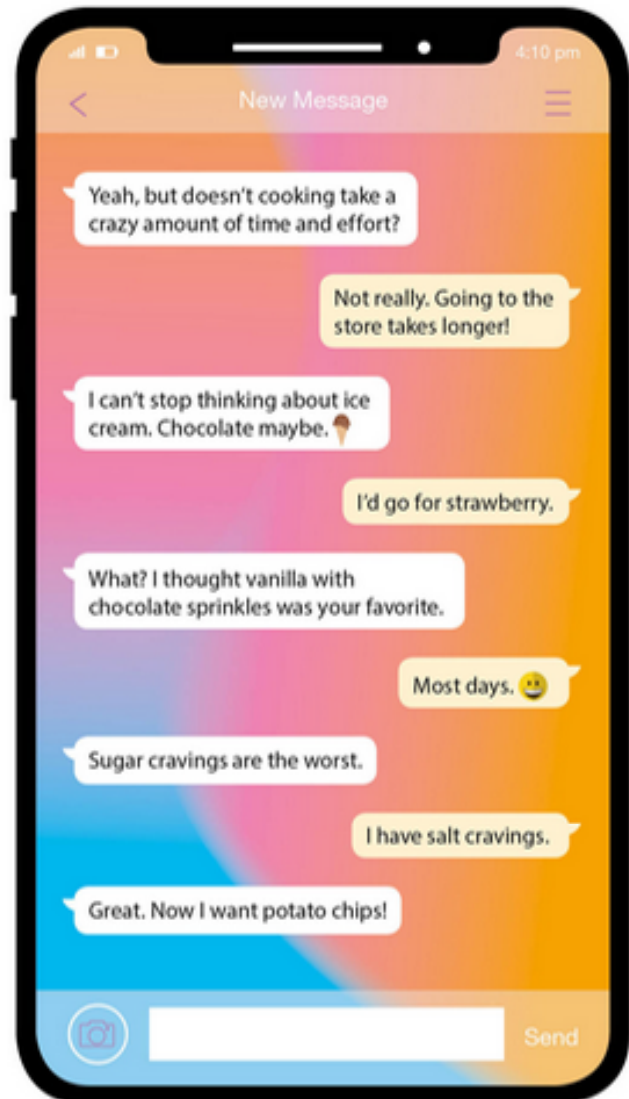 4:10 pm
New Message
Yeah, but doesn't cooking take a
crazy amount of time and effort?
Not really. Going to the
store takes longer!
I can't stop thinking about ice
cream. Chocolate maybe.🍦
I'd go for strawberry.
What? I thought vanilla with
chocolate sprinkles was your favorite.
Most days. 😀
Sugar cravings are the worst.
I have salt cravings.
Great. Now I want potato chips!
Send